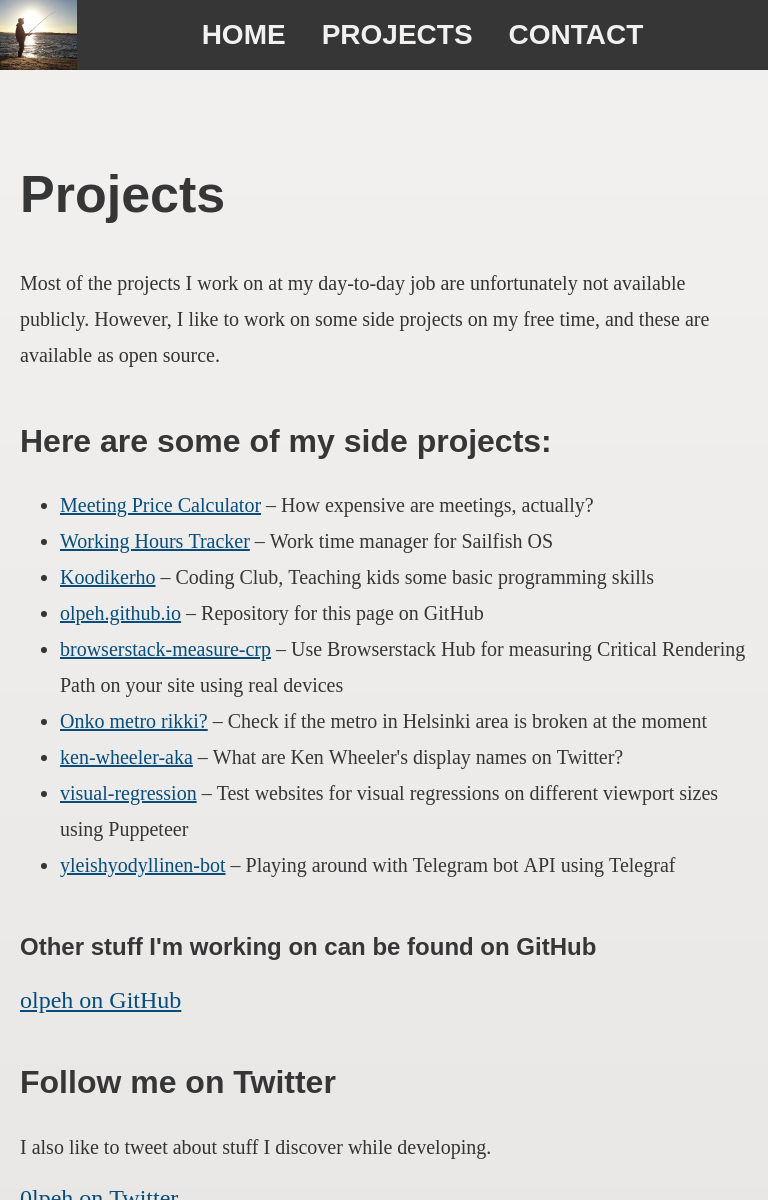 HOME PROJECTS CONTACT
Projects
Most of the projects I work on at my day-to-day job are unfortunately not available
publicly. However, I like to work on some side projects on my free time, and these are
available as open source.
Here are some of my side projects:
Meeting Price Calculator – How expensive are meetings, actually?
Working Hours Tracker – Work time manager for Sailfish OS
Koodikerho – Coding Club, Teaching kids some basic programming skills
olpeh.github.io – Repository for this page on GitHub
browserstack-measure-crp – Use Browserstack Hub for measuring Critical Rendering
Path on your site using real devices
Onko metro rikki? – Check if the metro in Helsinki area is broken at the moment
ken-wheeler-aka – What are Ken Wheeler's display names on Twitter?
visual-regression – Test websites for visual regressions on different viewport sizes
using Puppeteer
yleishyodyllinen-bot – Playing around with Telegram bot API using Telegraf
Other stuff I'm working on can be found on GitHub
olpeh on GitHub
Follow me on Twitter
I also like to tweet about stuff I discover while developing.
0lpeh on Twitter